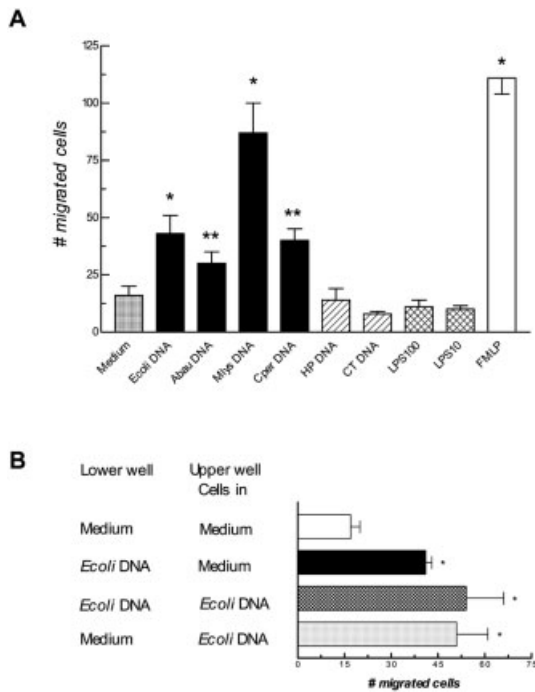 A
# migrated cells
125
100
75
50
25
0
*
*
**
*
**
*
Medium
Ecoli DNA
Abau DNA
Mlys DNA
Cper DNA
HP DNA
CT DNA
LPS100
LPS10
FMLP
B
Lower well Upper well
Cells in
Medium Medium
Ecoli DNA Medium *
Ecoli DNA Ecoli DNA *
Medium Ecoli DNA *
0 15 30 45 60 75
# migrated cells